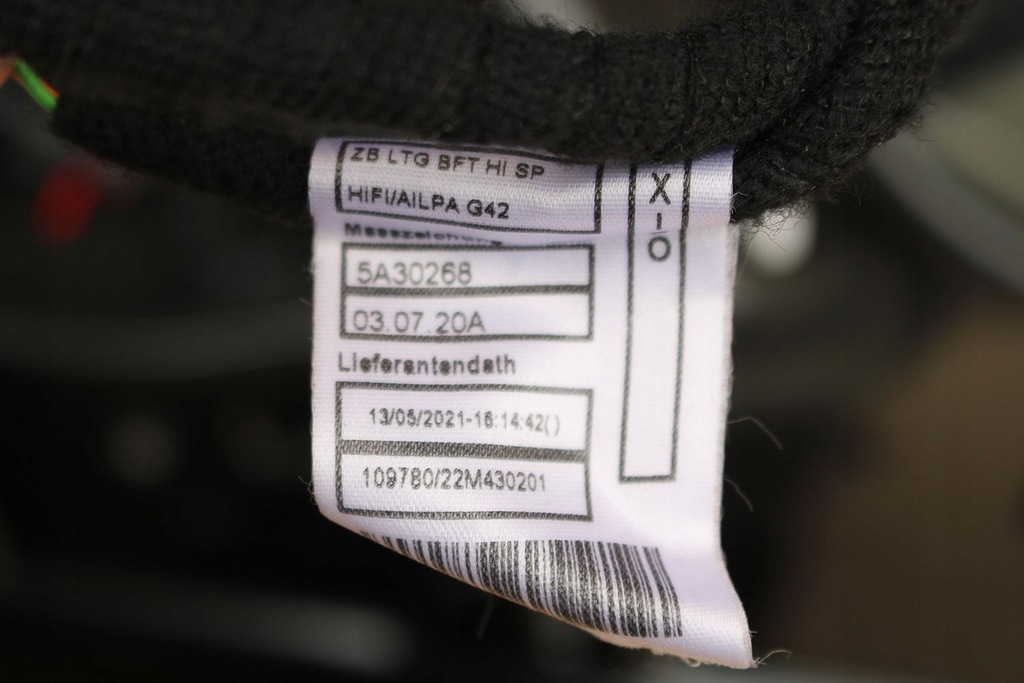 ZB LTG BFT HI SP
HIFI/AILPA G42
Messzeichnung
5A30268
03.07.20A
Lieferantendath
13/05/2021-16:14:42()
109780/22M430201
X
I
O